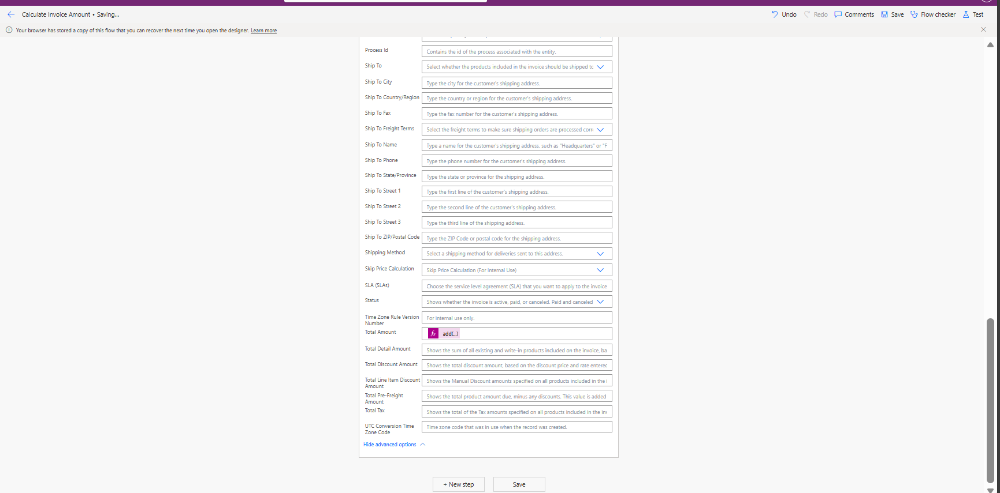 Calculate Invoice Amount • Saving...
Undo
Redo
Comments
Save
Flow checker
Test
Your browser has stored a copy of this flow that you can recover the next time you open the designer. Learn more
Process Id
Contains the id of the process associated with the entity.
Ship To
Select whether the products included in the invoice should be shipped to
Ship To City
Type the city for the customer's shipping address.
Ship To Country/Region
Type the country or region for the customer's shipping address.
Ship To Fax
Type the fax number for the customer's shipping address.
Ship To Freight Terms
Select the freight terms to make sure shipping orders are processed corre
Ship To Name
Type a name for the customer's shipping address, such as "Headquarters" or "F
Ship To Phone
Type the phone number for the customer's shipping address.
Ship To State/Province
Type the state or province for the shipping address.
Ship To Street 1
Type the first line of the customer's shipping address.
Ship To Street 2
Type the second line of the customer's shipping address.
Ship To Street 3
Type the third line of the shipping address.
Ship To ZIP/Postal Code
Type the ZIP Code or postal code for the shipping address.
Shipping Method
Select a shipping method for deliveries sent to this address.
Skip Price Calculation
Skip Price Calculation (For Internal Use)
SLA (SLAs)
Choose the service level agreement (SLA) that you want to apply to the invoice
Status
Shows whether the invoice is active, paid, or canceled. Paid and canceled
Time Zone Rule Version
Number
For internal use only.
Total Amount
fx add(...)
Total Detail Amount
Shows the sum of all existing and write-in products included on the invoice, ba
Total Discount Amount
Shows the total discount amount, based on the discount price and rate entered
Total Line Item Discount
Amount
Shows the Manual Discount amounts specified on all products included in the i
Total Pre-Freight
Amount
Shows the total product amount due, minus any discounts. This value is added
Total Tax
Shows the total of the Tax amounts specified on all products included in the inv
UTC Conversion Time
Zone Code
Time zone code that was in use when the record was created.
Hide advanced options
+ New step
Save